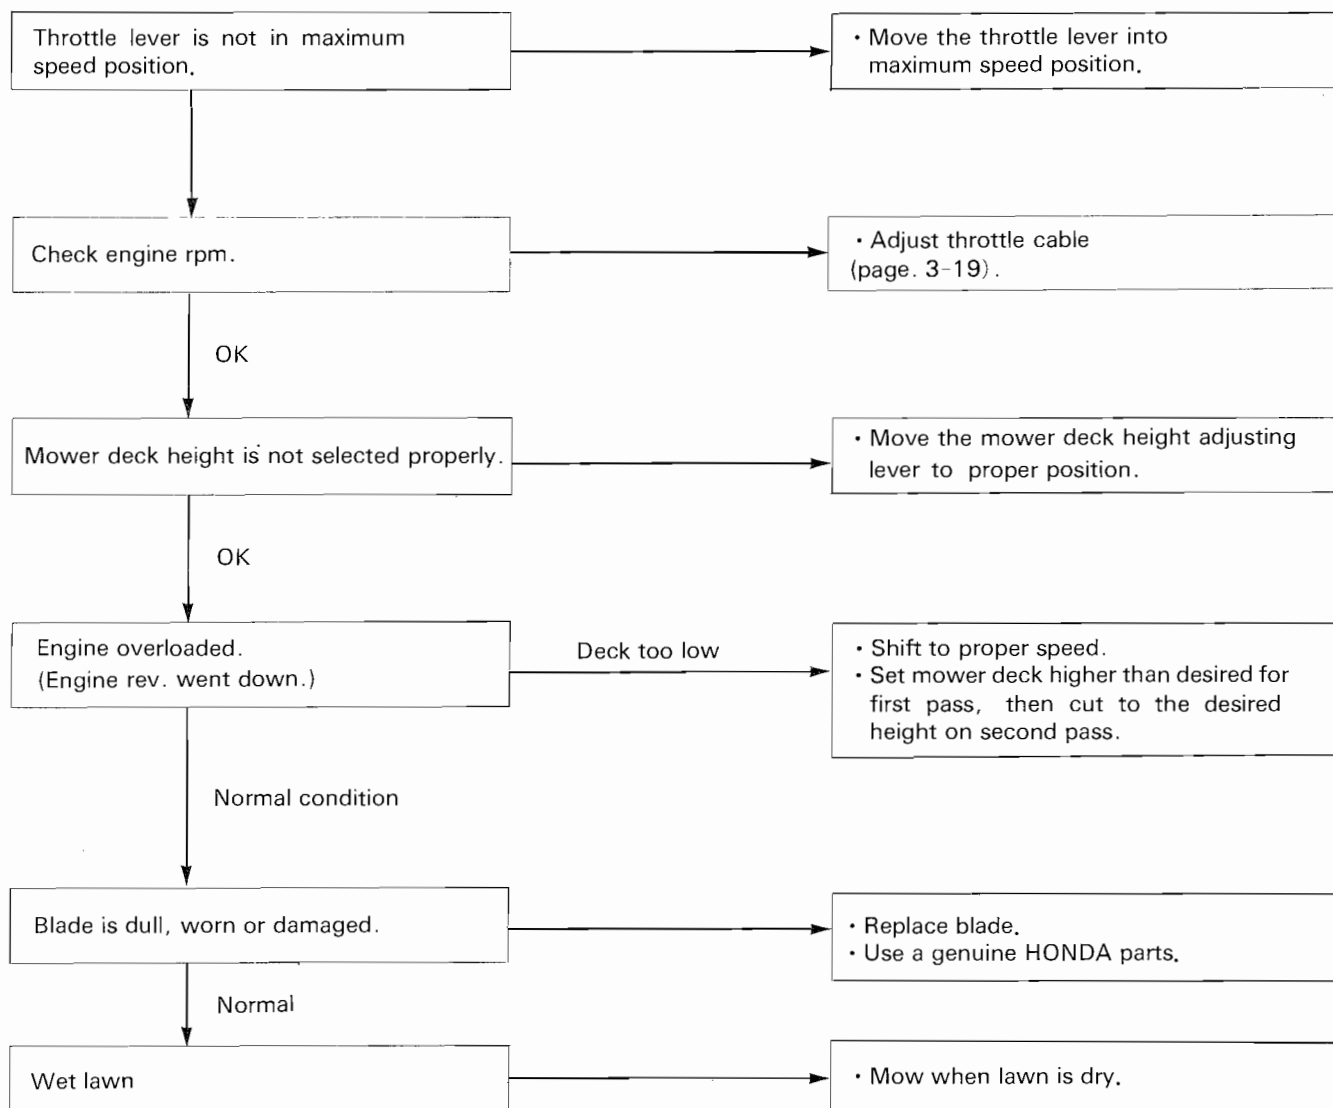 Throttle lever is not in maximum
speed position.
• Move the throttle lever into
maximum speed position.
Check engine rpm.
• Adjust throttle cable
(page. 3-19).
OK
Mower deck height is not selected properly.
• Move the mower deck height adjusting
lever to proper position.
OK
Engine overloaded.
(Engine rev. went down.)
Deck too low
• Shift to proper speed.
• Set mower deck higher than desired for
first pass, then cut to the desired
height on second pass.
Normal condition
Blade is dull, worn or damaged.
• Replace blade.
• Use a genuine HONDA parts.
Normal
Wet lawn
• Mow when lawn is dry.